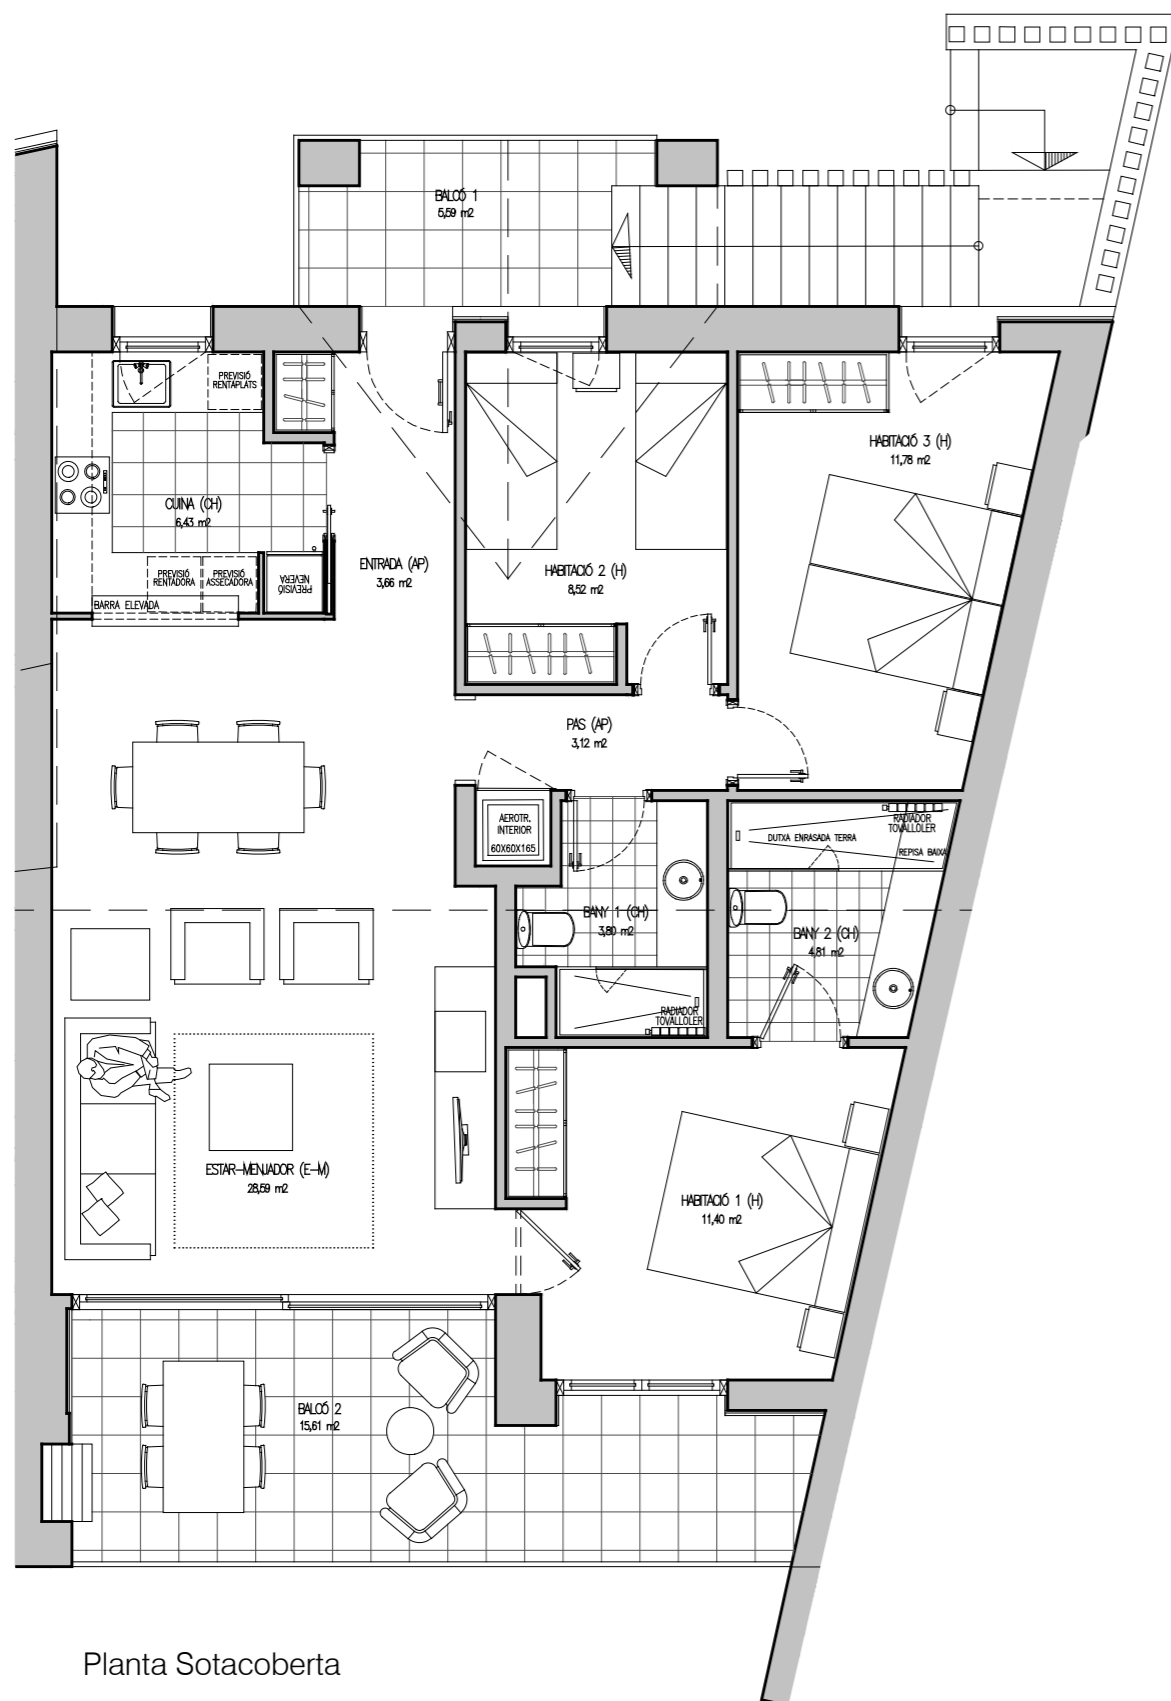 BALCÓ 1
5,59 m2
PREVISIÓ
RENTAPLATS
HABITACIÓ 3 (H)
11,78 m2
CUINA (CH)
6,43 m2
ENTRADA (AP)
3,66 m2
HABITACIÓ 2 (H)
8,52 m2
PREVISIÓ
RENTADORA
PREVISIÓ
ASSECADORA
PREVISIÓ
NEVERA
BARRA ELEVADA
PAS (AP)
3,12 m2
AEROTR.
INTERIOR
60X60X165
RADIADOR
TOVALLOLER
DUTXA ENRASADA TERRA
REPISA BAIXA
BANY 1 (CH)
3,80 m2
BANY 2 (CH)
4,81 m2
RADIADOR
TOVALLOLER
ESTAR-MENJADOR (E-M)
28,59 m2
HABITACIÓ 1 (H)
11,40 m2
BALCÓ 2
15,61 m2
Planta Sotacoberta